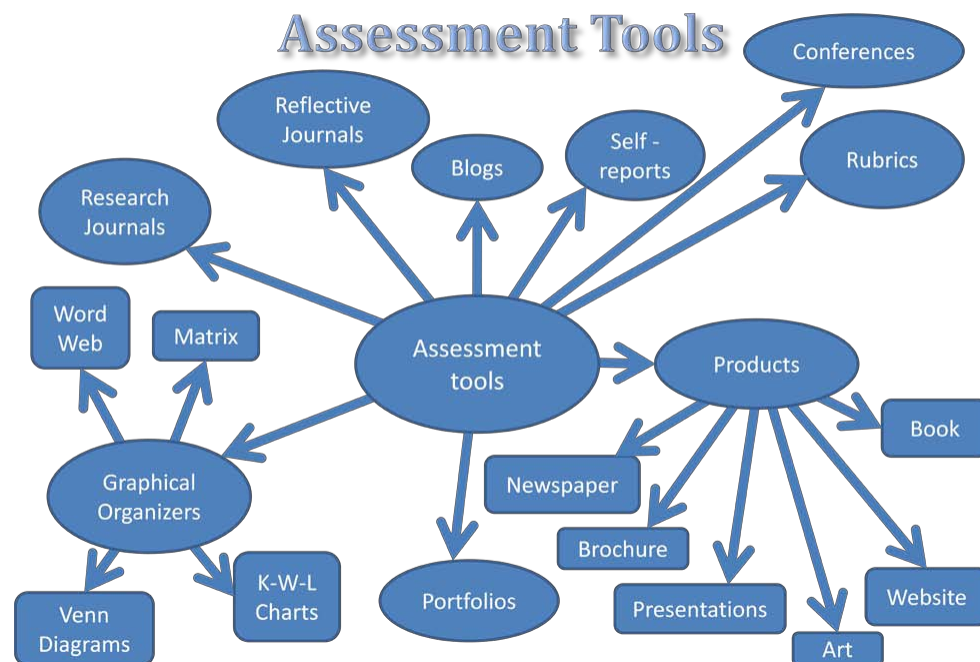 Assessment Tools
Conferences
Reflective
Journals
Blogs
Self -
reports
Rubrics
Research
Journals
Word
Web
Matrix
Assessment
tools
Products
Book
Graphical
Organizers
Newspaper
Brochure
K-W-L
Charts
Venn
Diagrams
Portfolios
Presentations
Website
Art